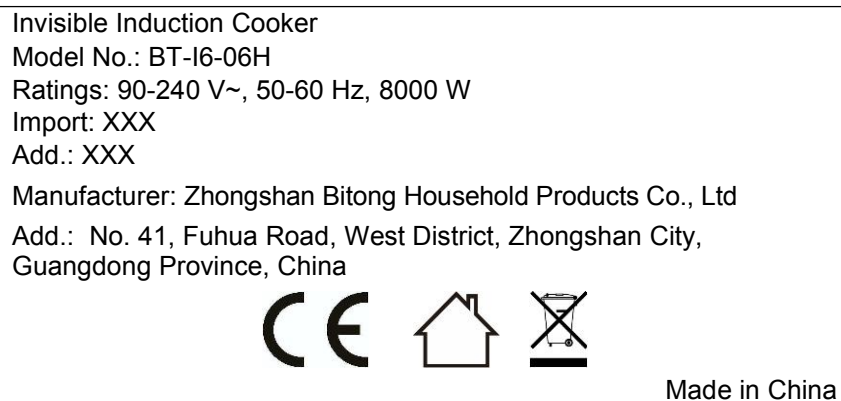 Invisible Induction Cooker
Model No.: BT-I6-06H
Ratings: 90-240 V~, 50-60 Hz, 8000 W
Import: XXX
Add.: XXX
Manufacturer: Zhongshan Bitong Household Products Co., Ltd
Add.: No. 41, Fuhua Road, West District, Zhongshan City,
Guangdong Province, China
CE
Made in China